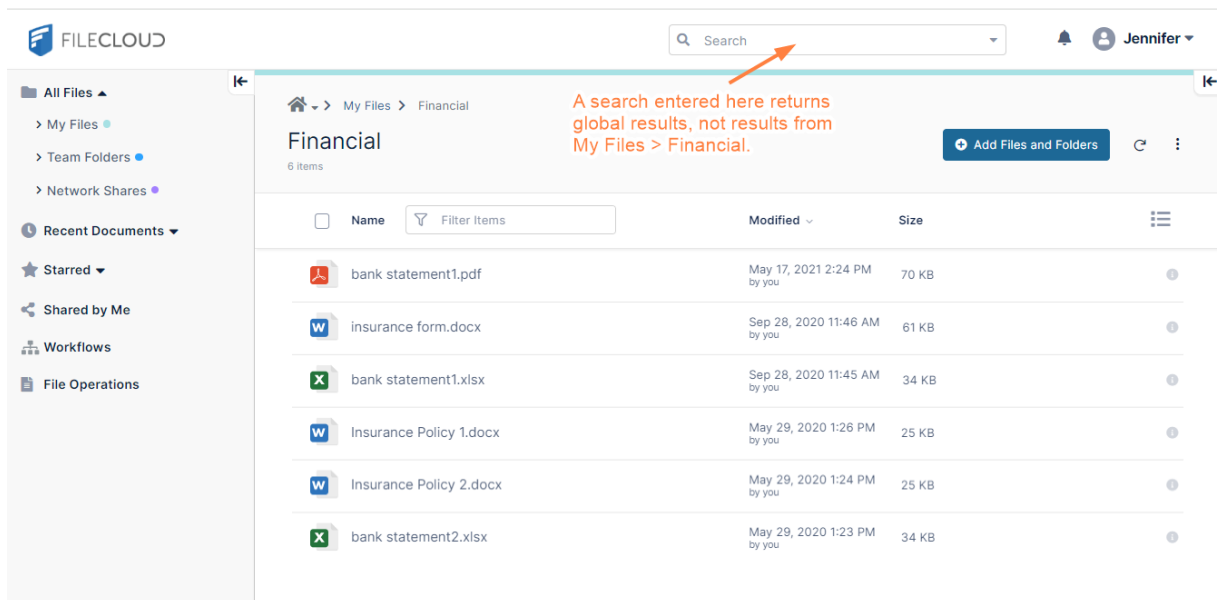 FILECLOUD
Search
Jennifer
All Files
My Files
Team Folders
Network Shares
Recent Documents
Starred
Shared by Me
Workflows
File Operations
My Files > Financial
A search entered here returns
global results, not results from
My Files > Financial.
Financial
6 items
Add Files and Folders
Name Filter Items Modified Size
bank statement1.pdf May 17, 2021 2:24 PM 70 KB
by you
insurance form.docx Sep 28, 2020 11:46 AM 61 KB
by you
bank statement1.xlsx Sep 28, 2020 11:45 AM 34 KB
by you
Insurance Policy 1.docx May 29, 2020 1:26 PM 25 KB
by you
Insurance Policy 2.docx May 29, 2020 1:24 PM 25 KB
by you
bank statement2.xlsx May 29, 2020 1:23 PM 34 KB
by you